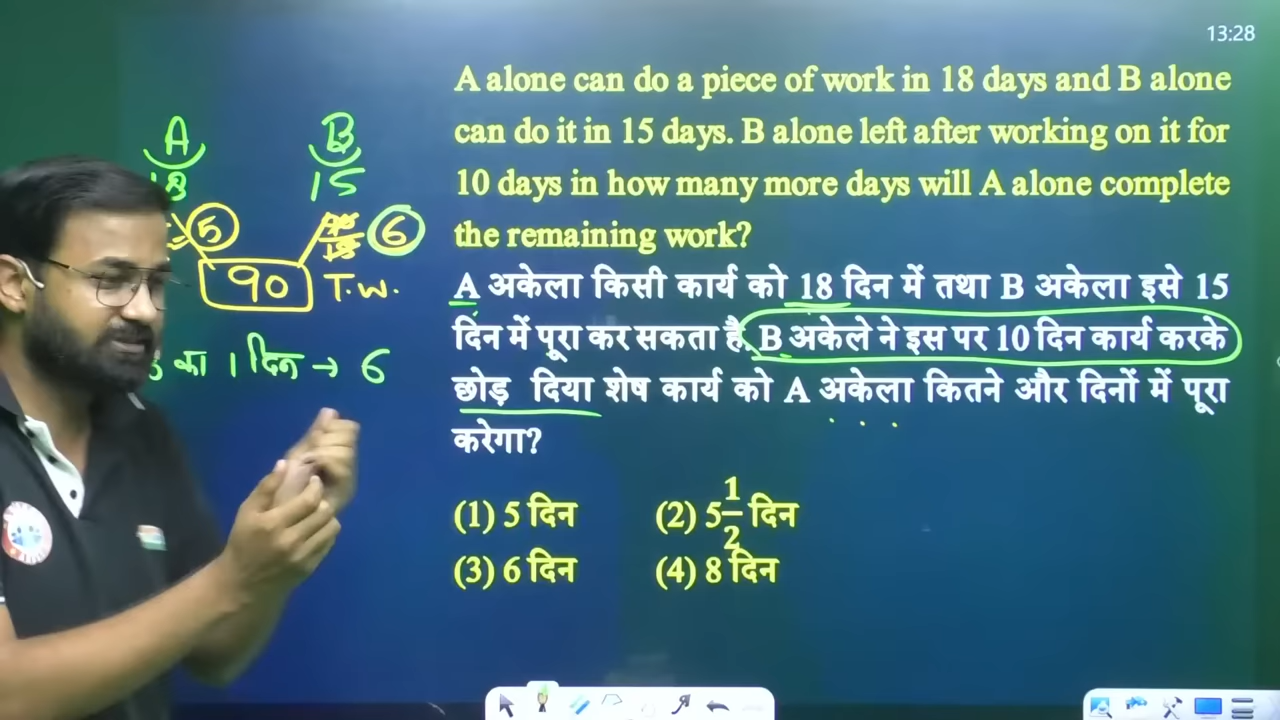 13:28
A alone can do a piece of work in 18 days and B alone
can do it in 15 days. B alone left after working on it for
10 days in how many more days will A alone complete
the remaining work?
A अकेला किसी कार्य को 18 दिन में तथा B अकेला इसे 15
दिन में पूरा कर सकता है B अकेले ने इस पर 10 दिन कार्य करके
छोड़ दिया शेष कार्य को A अकेला कितने और दिनों में पूरा
करेगा?
(1) 5 दिन (2) 5 1/2 दिन
(3) 6 दिन (4) 8 दिन
A B
18 15
5 6
90 T.W.
का 1 दिन → 6